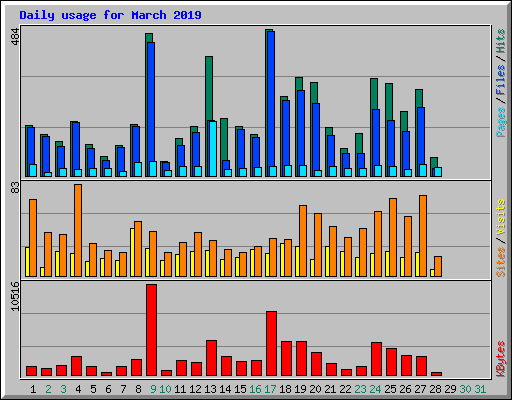 Daily usage for March 2019
484
Pages / Files / Hits
83
Sites / Visits
10516
KBytes
1 2 3 4 5 6 7 8 9 10 11 12 13 14 15 16 17 18 19 20 21 22 23 24 25 26 27 28 29 30 31